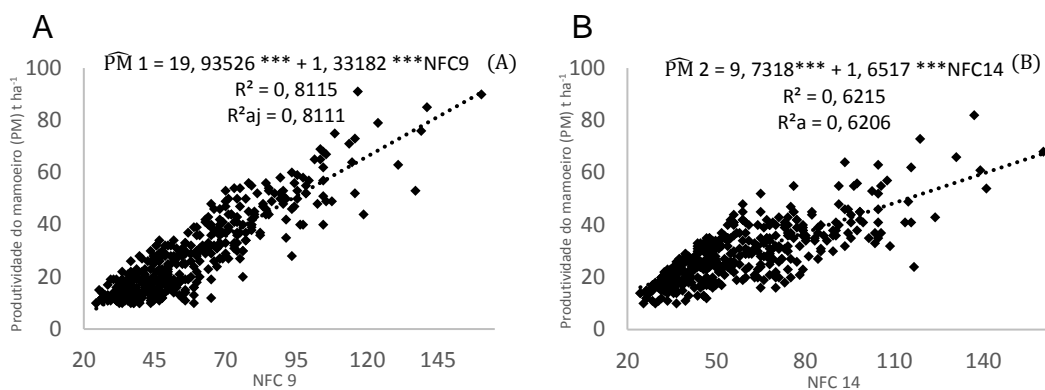 A
P̂M̂ 1 = 19, 93526 *** + 1, 33182 ***NFC9 (A)
R² = 0, 8115
R²aj = 0, 8111
Produtividade do mamoeiro (PM) t ha⁻¹
100
80
60
40
20
0
20 45 70 95 120 145
NFC 9
B
P̂M̂ 2 = 9, 7318*** + 1, 6517 ***NFC14 (B)
R² = 0, 6215
R²a = 0, 6206
Produtividade do mamoeiro (PM) t ha⁻¹
100
80
60
40
20
0
20 50 80 110 140
NFC 14